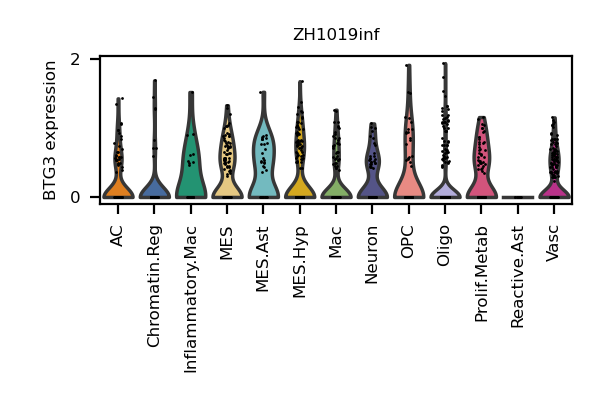 ZH1019inf
BTG3 expression
2
0
AC
Chromatin.Reg
Inflammatory.Mac
MES
MES.Ast
MES.Hyp
Mac
Neuron
OPC
Oligo
Prolif.Metab
Reactive.Ast
Vasc